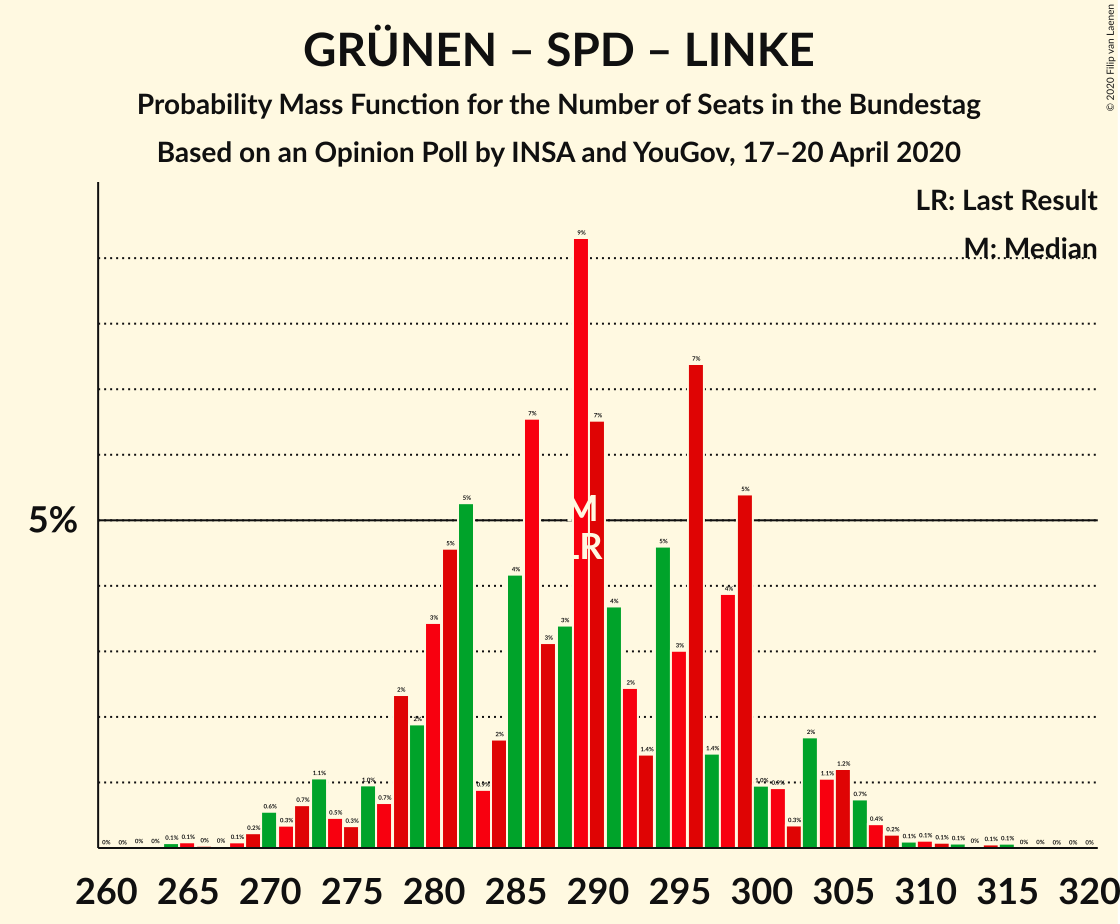 GRÜNEN – SPD – LINKE
Probability Mass Function for the Number of Seats in the Bundestag
Based on an Opinion Poll by INSA and YouGov, 17–20 April 2020
© 2020 Filip van Laenen
LR: Last Result
M: Median
5%
M
LR
0% 0% 0% 0% 0.1% 0.1% 0% 0% 0.1% 0.2% 0.6% 0.3% 0.7% 1.1% 0.5% 0.3% 1.0% 0.7% 2% 2% 3% 5% 5% 0.9% 2% 4% 7% 3% 3% 9% 7% 4% 2% 1.4% 5% 3% 7% 1.4% 4% 5% 1.0% 0.9% 0.3% 2% 1.1% 1.2% 0.7% 0.4% 0.2% 0.1% 0.1% 0.1% 0.1% 0% 0.1% 0.1% 0% 0% 0% 0% 0%
260 265 270 275 280 285 290 295 300 305 310 315 320